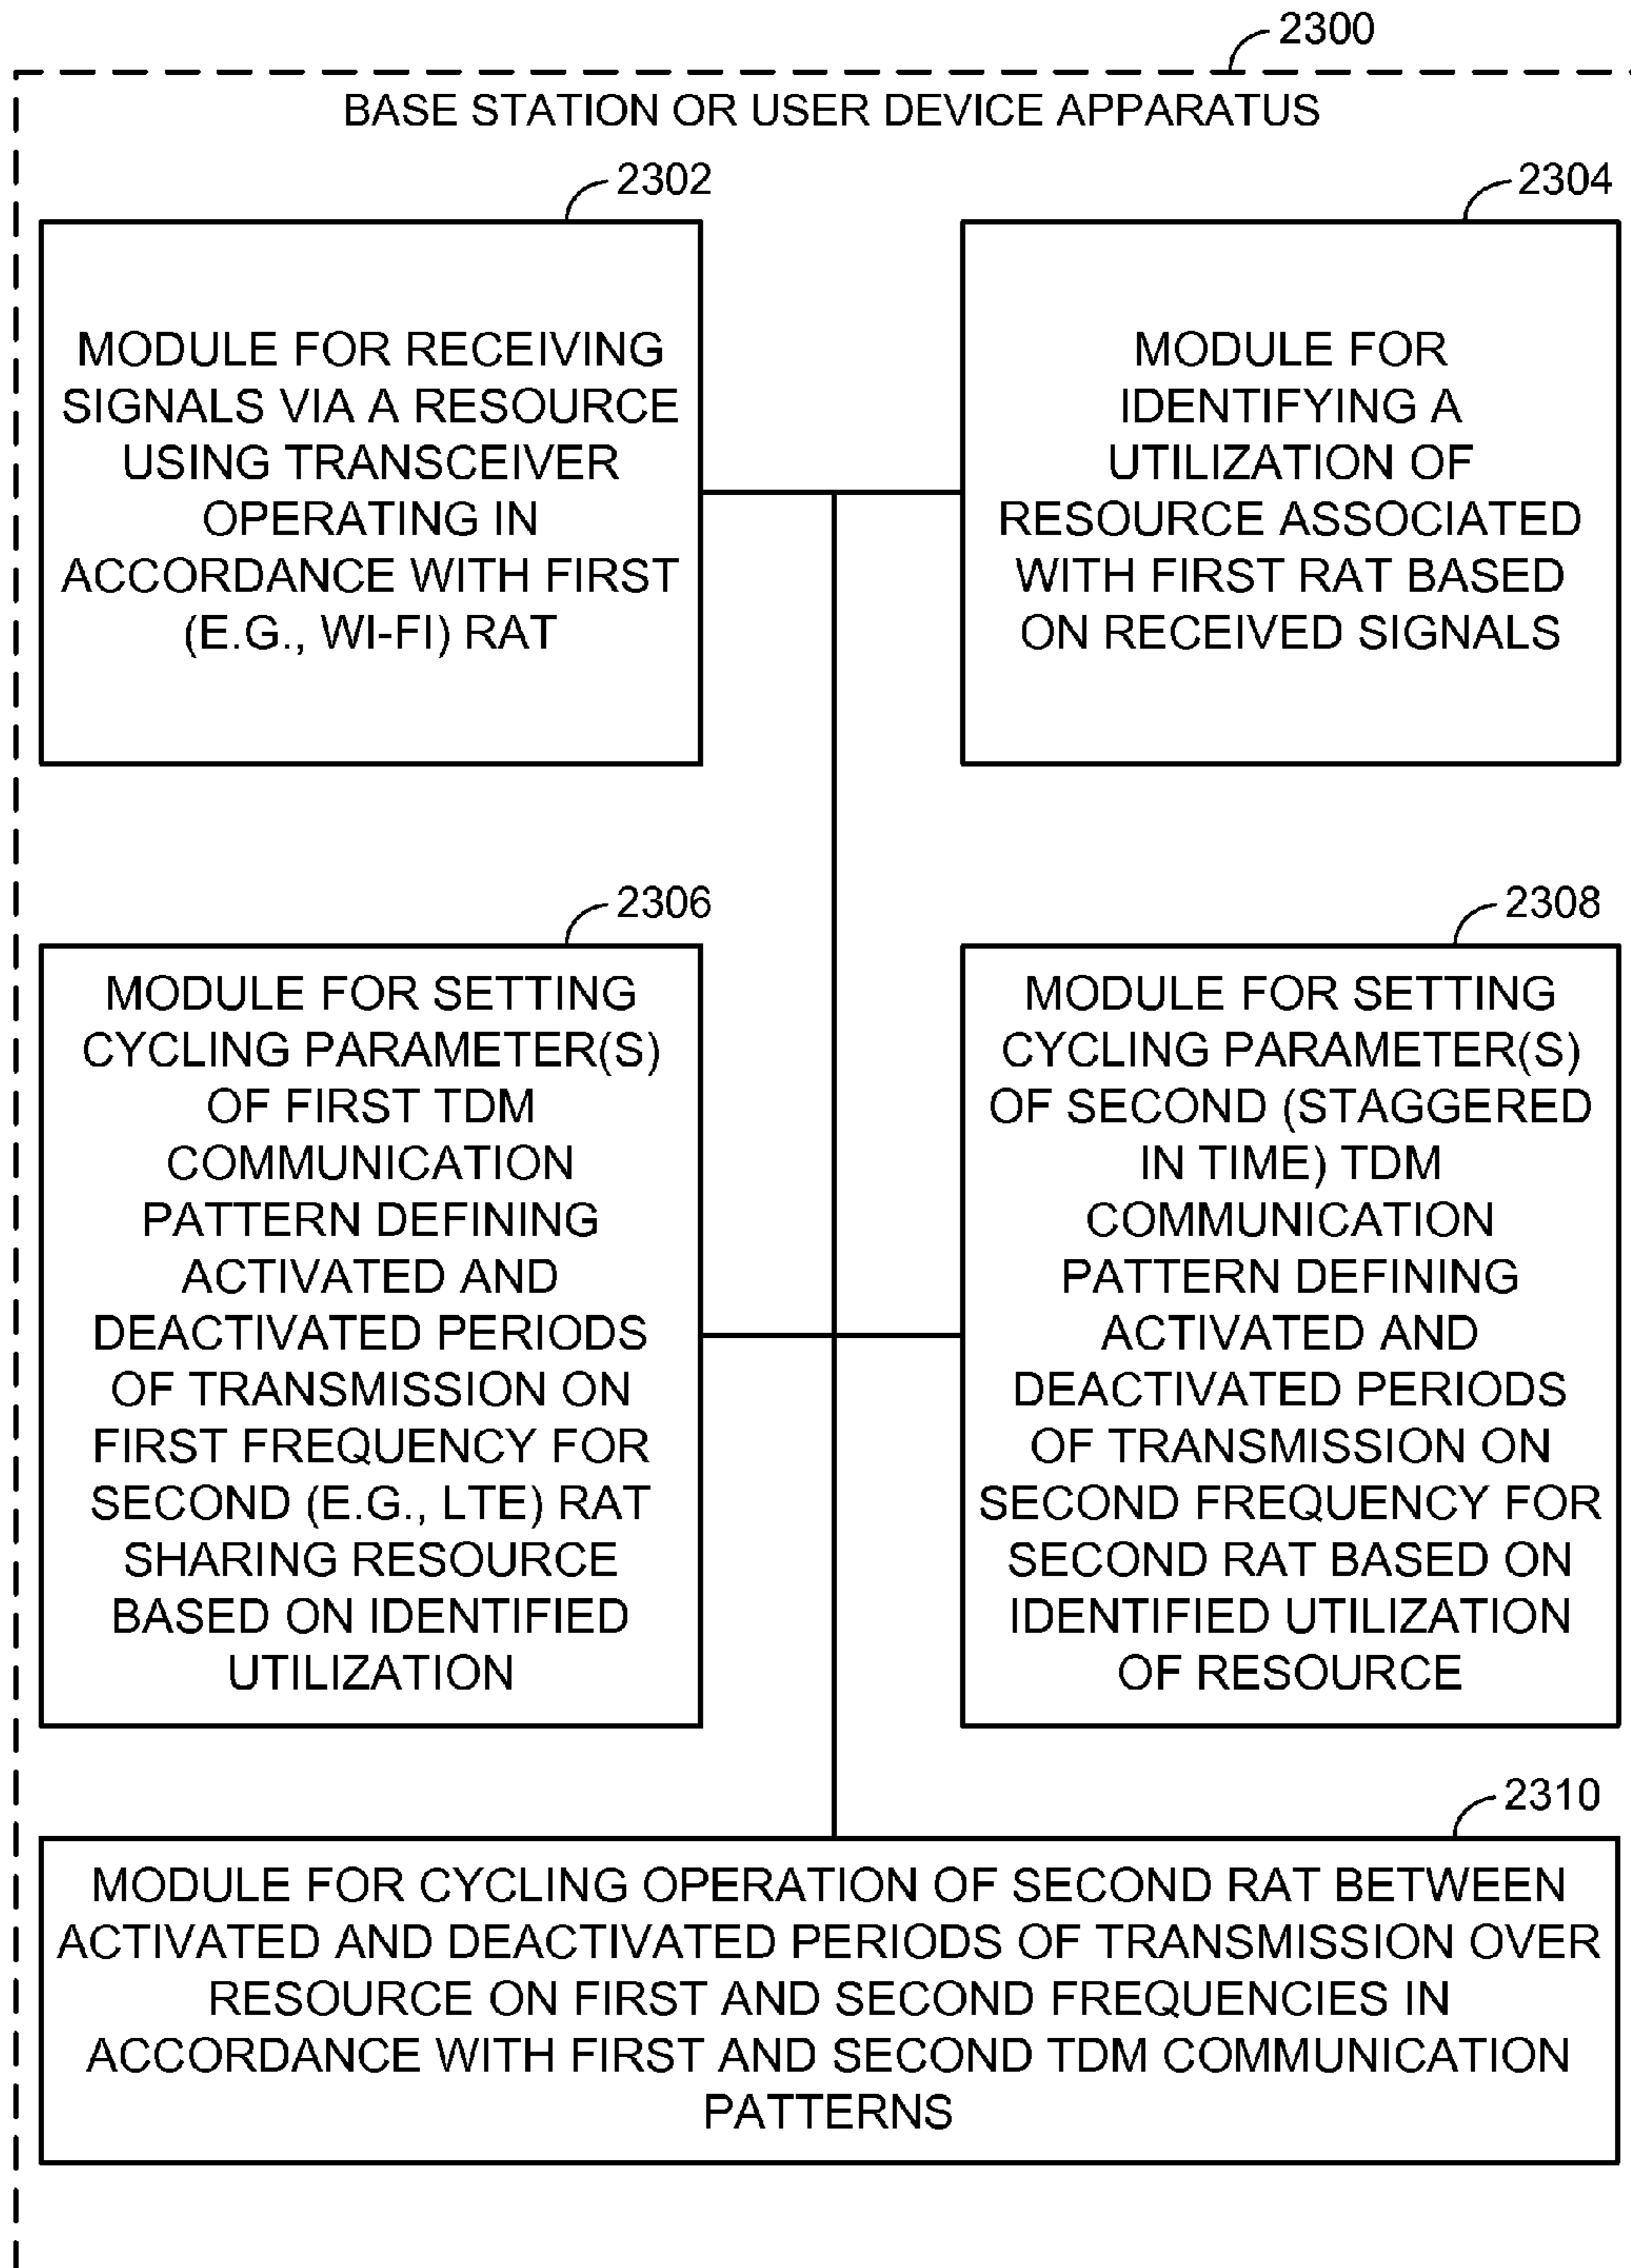 2300
BASE STATION OR USER DEVICE APPARATUS
2302
MODULE FOR RECEIVING
SIGNALS VIA A RESOURCE
USING TRANSCEIVER
OPERATING IN
ACCORDANCE WITH FIRST
(E.G., WI-FI) RAT
2304
MODULE FOR
IDENTIFYING A
UTILIZATION OF
RESOURCE ASSOCIATED
WITH FIRST RAT BASED
ON RECEIVED SIGNALS
2306
MODULE FOR SETTING
CYCLING PARAMETER(S)
OF FIRST TDM
COMMUNICATION
PATTERN DEFINING
ACTIVATED AND
DEACTIVATED PERIODS
OF TRANSMISSION ON
FIRST FREQUENCY FOR
SECOND (E.G., LTE) RAT
SHARING RESOURCE
BASED ON IDENTIFIED
UTILIZATION
2308
MODULE FOR SETTING
CYCLING PARAMETER(S)
OF SECOND (STAGGERED
IN TIME) TDM
COMMUNICATION
PATTERN DEFINING
ACTIVATED AND
DEACTIVATED PERIODS
OF TRANSMISSION ON
SECOND FREQUENCY FOR
SECOND RAT BASED ON
IDENTIFIED UTILIZATION
OF RESOURCE
2310
MODULE FOR CYCLING OPERATION OF SECOND RAT BETWEEN
ACTIVATED AND DEACTIVATED PERIODS OF TRANSMISSION OVER
RESOURCE ON FIRST AND SECOND FREQUENCIES IN
ACCORDANCE WITH FIRST AND SECOND TDM COMMUNICATION
PATTERNS